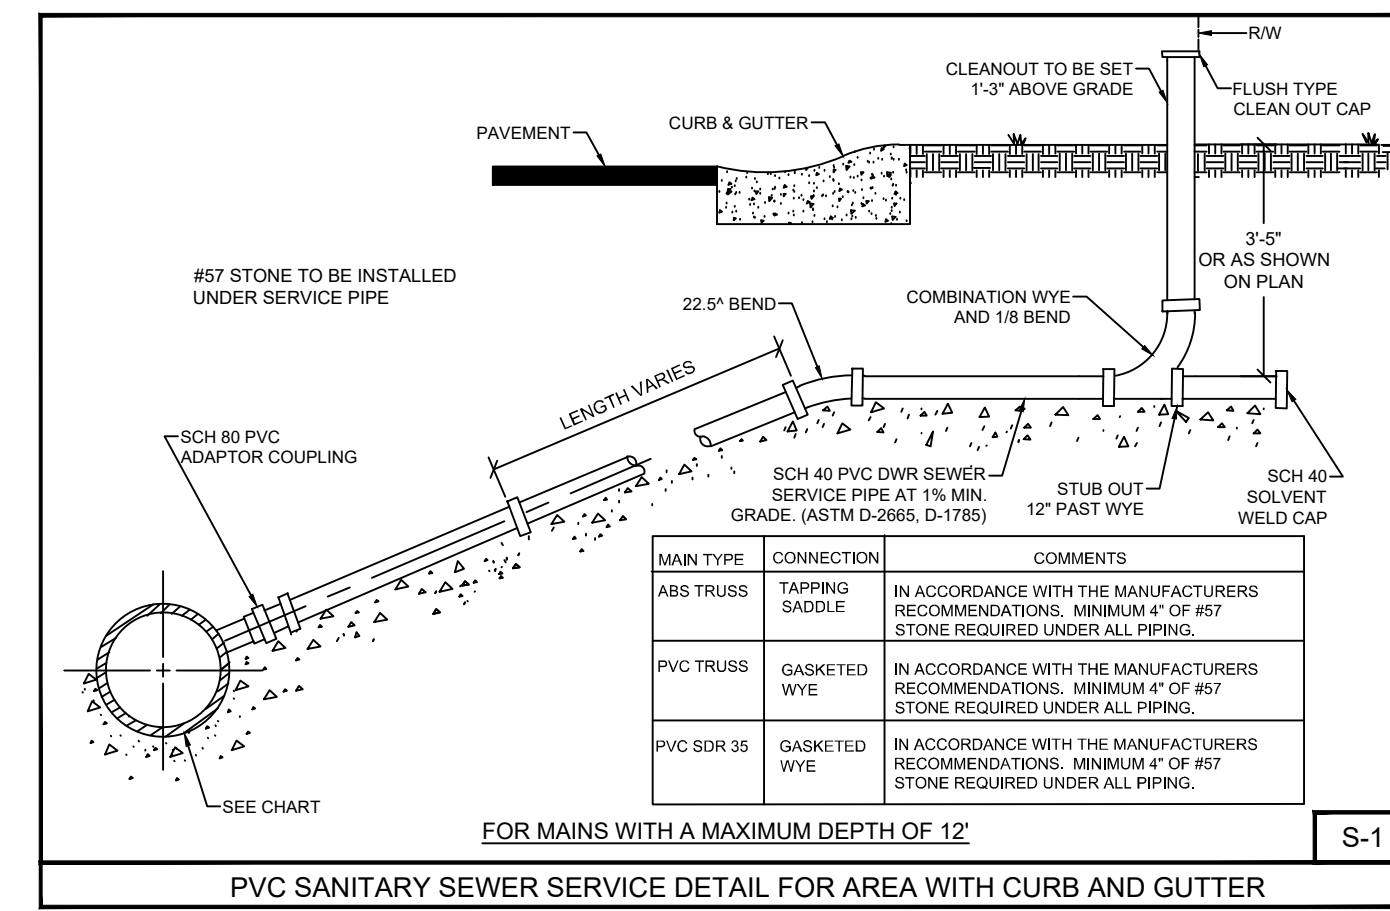 R/W
CLEANOUT TO BE SET
1'-3" ABOVE GRADE
FLUSH TYPE
CLEAN OUT CAP
PAVEMENT
CURB & GUTTER
3'-5"
OR AS SHOWN
ON PLAN
#57 STONE TO BE INSTALLED
UNDER SERVICE PIPE
22.5^ BEND
COMBINATION WYE
AND 1/8 BEND
LENGTH VARIES
SCH 80 PVC
ADAPTOR COUPLING
SCH 40 PVC DWR SEWER
SERVICE PIPE AT 1% MIN.
GRADE. (ASTM D-2665, D-1785)
STUB OUT
12" PAST WYE
SCH 40
SOLVENT
WELD CAP
MAIN TYPE CONNECTION COMMENTS
ABS TRUSS
TAPPING
SADDLE
IN ACCORDANCE WITH THE MANUFACTURERS
RECOMMENDATIONS. MINIMUM 4" OF #57
STONE REQUIRED UNDER ALL PIPING.
PVC TRUSS
GASKETED
WYE
IN ACCORDANCE WITH THE MANUFACTURERS
RECOMMENDATIONS. MINIMUM 4" OF #57
STONE REQUIRED UNDER ALL PIPING.
PVC SDR 35
GASKETED
WYE
IN ACCORDANCE WITH THE MANUFACTURERS
RECOMMENDATIONS. MINIMUM 4" OF #57
STONE REQUIRED UNDER ALL PIPING.
SEE CHART
FOR MAINS WITH A MAXIMUM DEPTH OF 12'
S-1
PVC SANITARY SEWER SERVICE DETAIL FOR AREA WITH CURB AND GUTTER